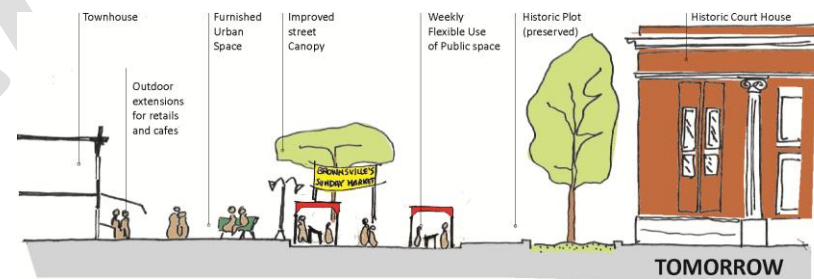 Townhouse
Outdoor
extensions
for retails
and cafes
Furnished
Urban
Space
Improved
street
Canopy
BROWNSVILLE'S
SUNDAY MARKET
Weekly
Flexible Use
of Public space
Historic Plot
(preserved)
Historic Court House
TOMORROW